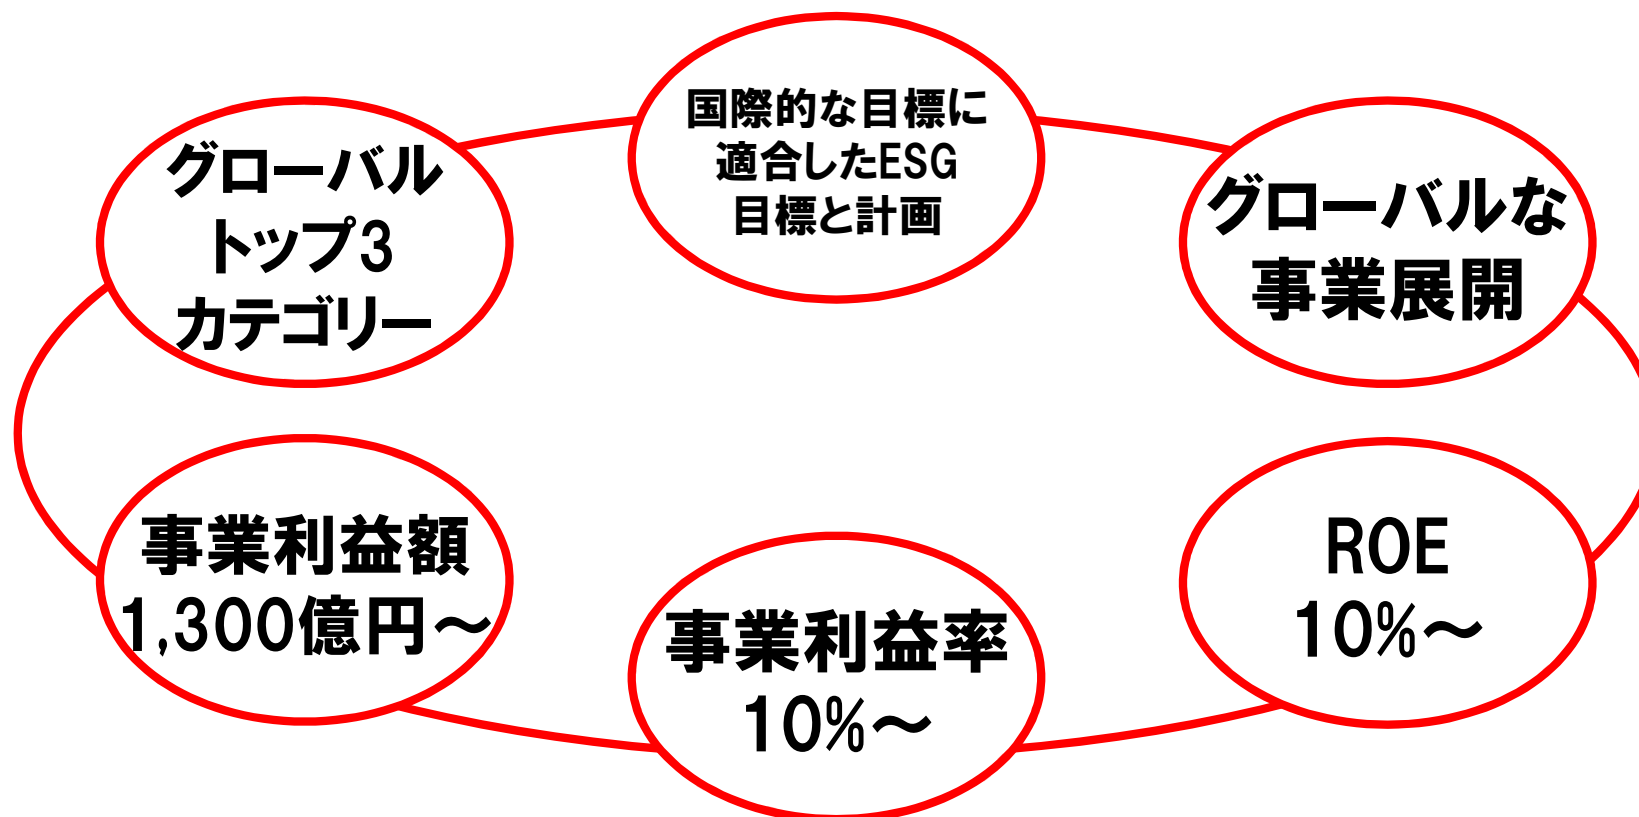 国際的な目標に
適合したESG
目標と計画
グローバル
トップ3
カテゴリー
グローバルな
事業展開
事業利益額
1,300億円～
事業利益率
10%～
ROE
10%～